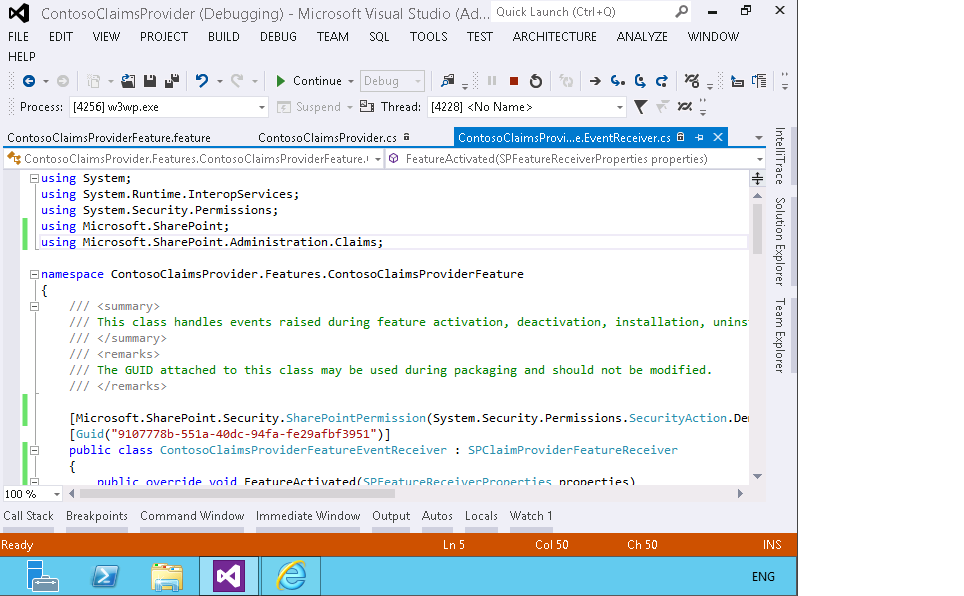 ContosoClaimsProvider (Debugging) - Microsoft Visual Studio (Ad... Quick Launch (Ctrl+Q)
FILE EDIT VIEW PROJECT BUILD DEBUG TEAM SQL TOOLS TEST ARCHITECTURE ANALYZE WINDOW
HELP
Continue Debug
Process: [4256] w3wp.exe Suspend Thread: [4228] <No Name>
ContosoClaimsProviderFeature.feature ContosoClaimsProvider.cs ContosoClaimsProvi...e.EventReceiver.cs
ContosoClaimsProvider.Features.ContosoClaimsProviderFeature. FeatureActivated(SPFeatureReceiverProperties properties)
using System;
using System.Runtime.InteropServices;
using System.Security.Permissions;
using Microsoft.SharePoint;
using Microsoft.SharePoint.Administration.Claims;
namespace ContosoClaimsProvider.Features.ContosoClaimsProviderFeature
{
/// <summary>
/// This class handles events raised during feature activation, deactivation, installation, unins
/// </summary>
/// <remarks>
/// The GUID attached to this class may be used during packaging and should not be modified.
/// </remarks>
[Microsoft.SharePoint.Security.SharePointPermission(System.Security.Permissions.SecurityAction.De
[Guid("9107778b-551a-40dc-94fa-fe29afbf3951")]
public class ContosoClaimsProviderFeatureEventReceiver : SPClaimProviderFeatureReceiver
{
public override void FeatureActivated(SPFeatureReceiverProperties properties)
IntelliTrace
Solution Explorer
Team Explorer
100 %
Call Stack Breakpoints Command Window Immediate Window Output Autos Locals Watch 1
Ready Ln 5 Col 50 Ch 50 INS
ENG